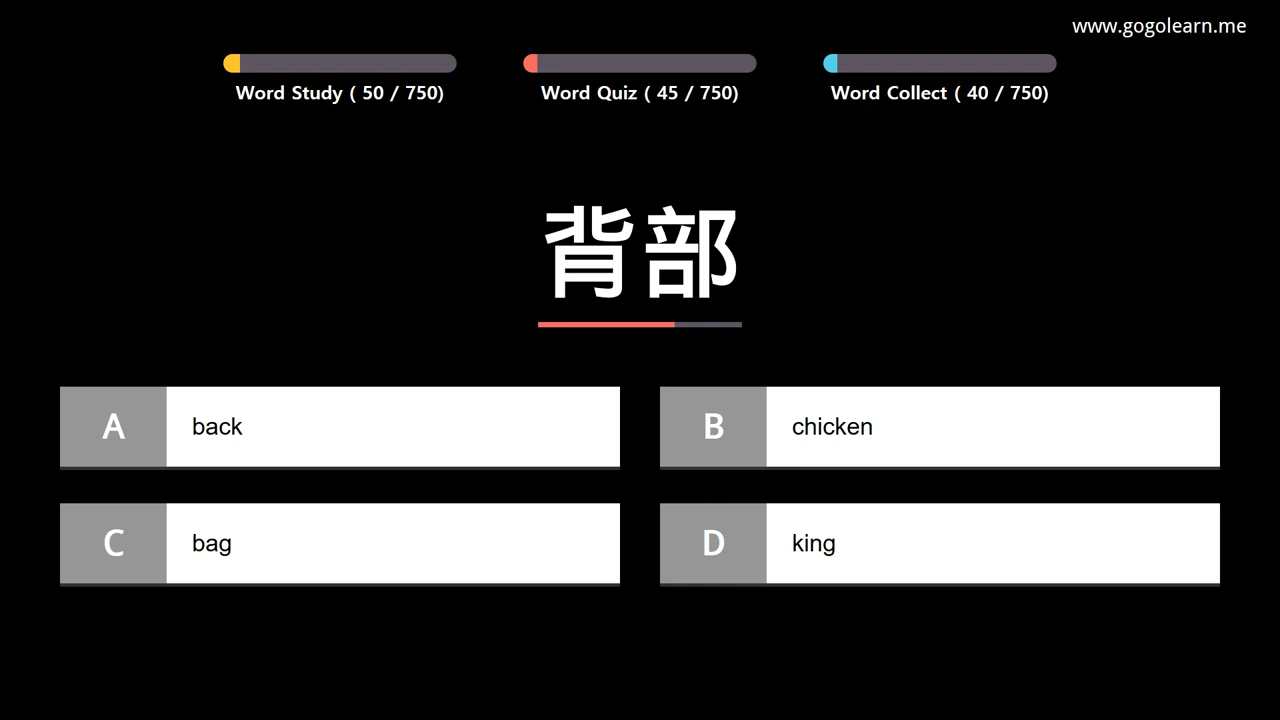 www.gogolearn.me
Word Study ( 50 / 750)
Word Quiz ( 45 / 750)
Word Collect ( 40 / 750)
背部
A back
B chicken
C bag
D king